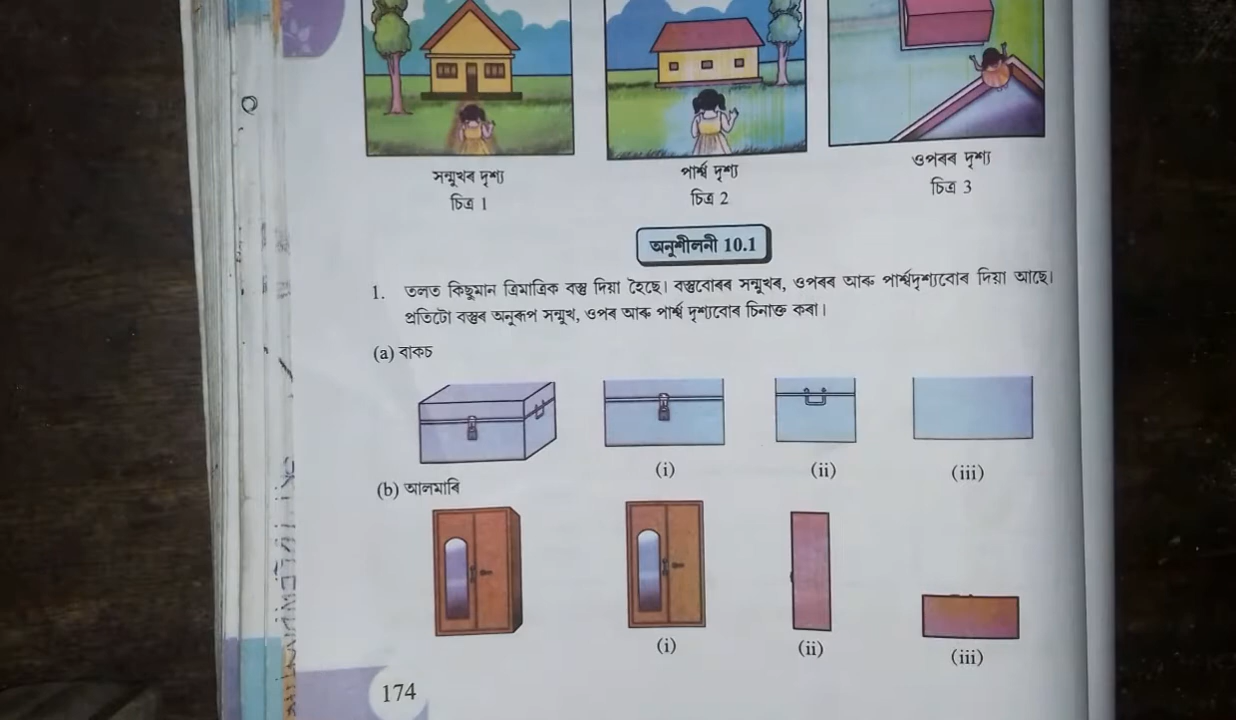 সন্মুখৰ দৃশ্য
চিত্ৰ 1
পাৰ্শ্ব দৃশ্য
চিত্ৰ 2
ওপৰৰ দৃশ্য
চিত্ৰ 3
অনুশীলনী 10.1
1. তলত কিছুমান ত্ৰিমাত্ৰিক বস্তু দিয়া হৈছে। বস্তুবোৰৰ সন্মুখৰ, ওপৰৰ আৰু পাৰ্শ্বদৃশ্যবোৰ দিয়া আছে।
প্ৰতিটো বস্তুৰ অনুৰূপ সন্মুখ, ওপৰ আৰু পাৰ্শ্ব দৃশ্যবোৰ চিনাক্ত কৰা।
(a) বাকচ
(i) (ii) (iii)
(b) আলমাৰি
(i) (ii) (iii)
174